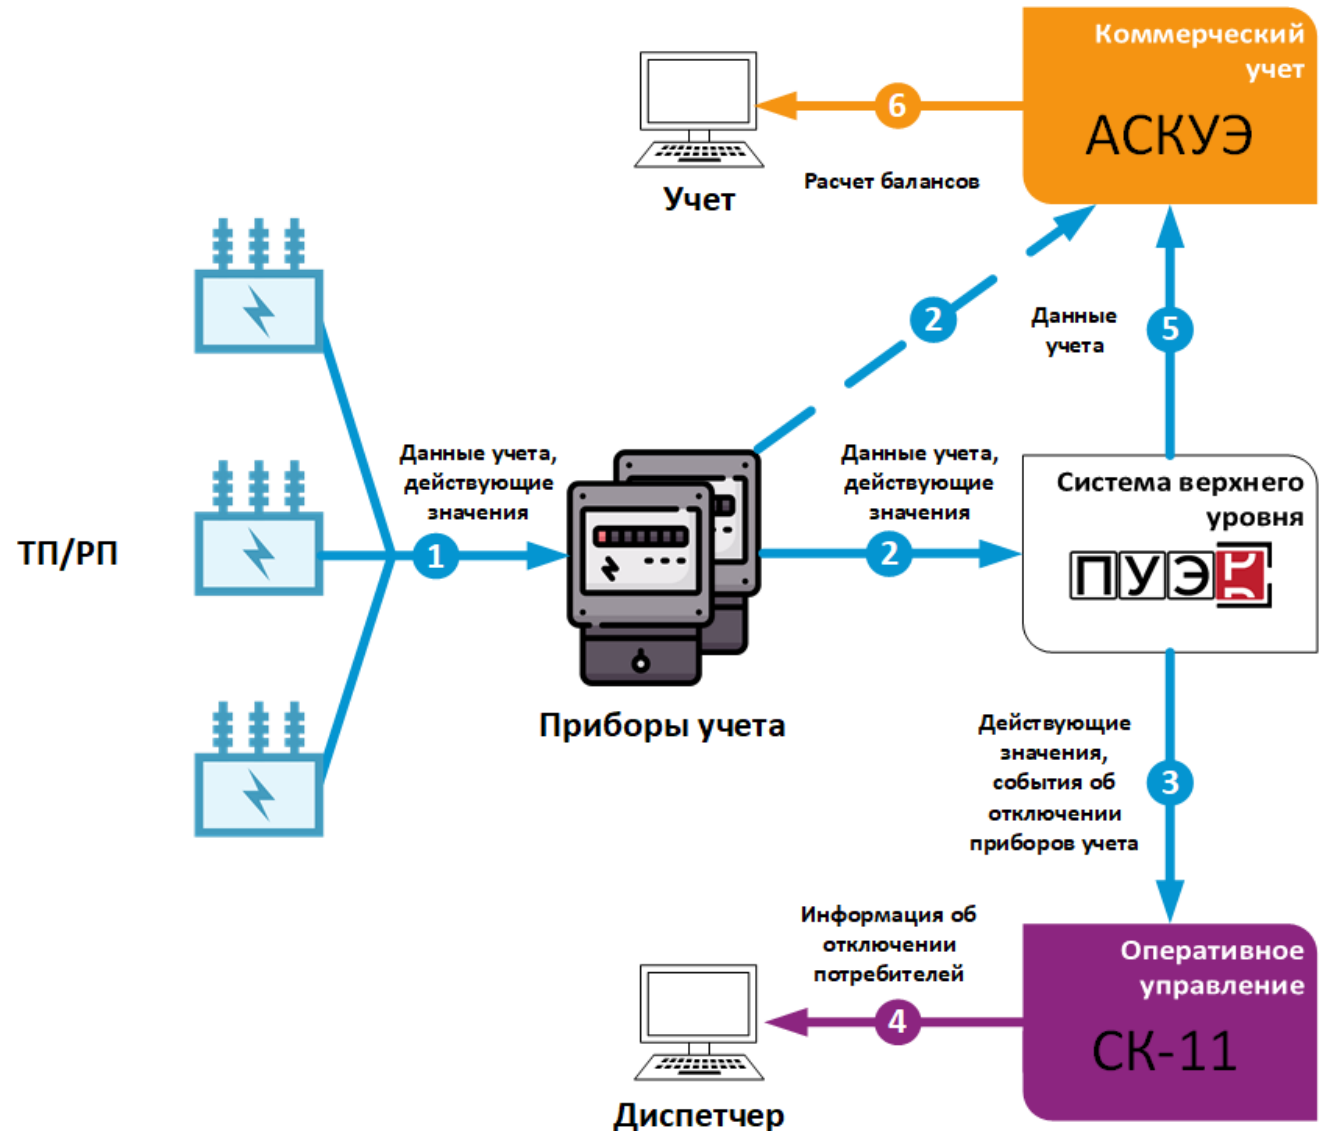 Коммерческий
учет
АСКУЭ
6
Расчет балансов
Учет
2
Данные
учета
5
Данные учета,
действующие
значения
1
Данные учета,
действующие
значения
2
Система верхнего
уровня
ПУЭ
ТП/РП
Приборы учета
Действующие
значения,
события об
отключении
приборов учета
3
Информация об
отключении
потребителей
4
Оперативное
управление
СК-11
Диспетчер